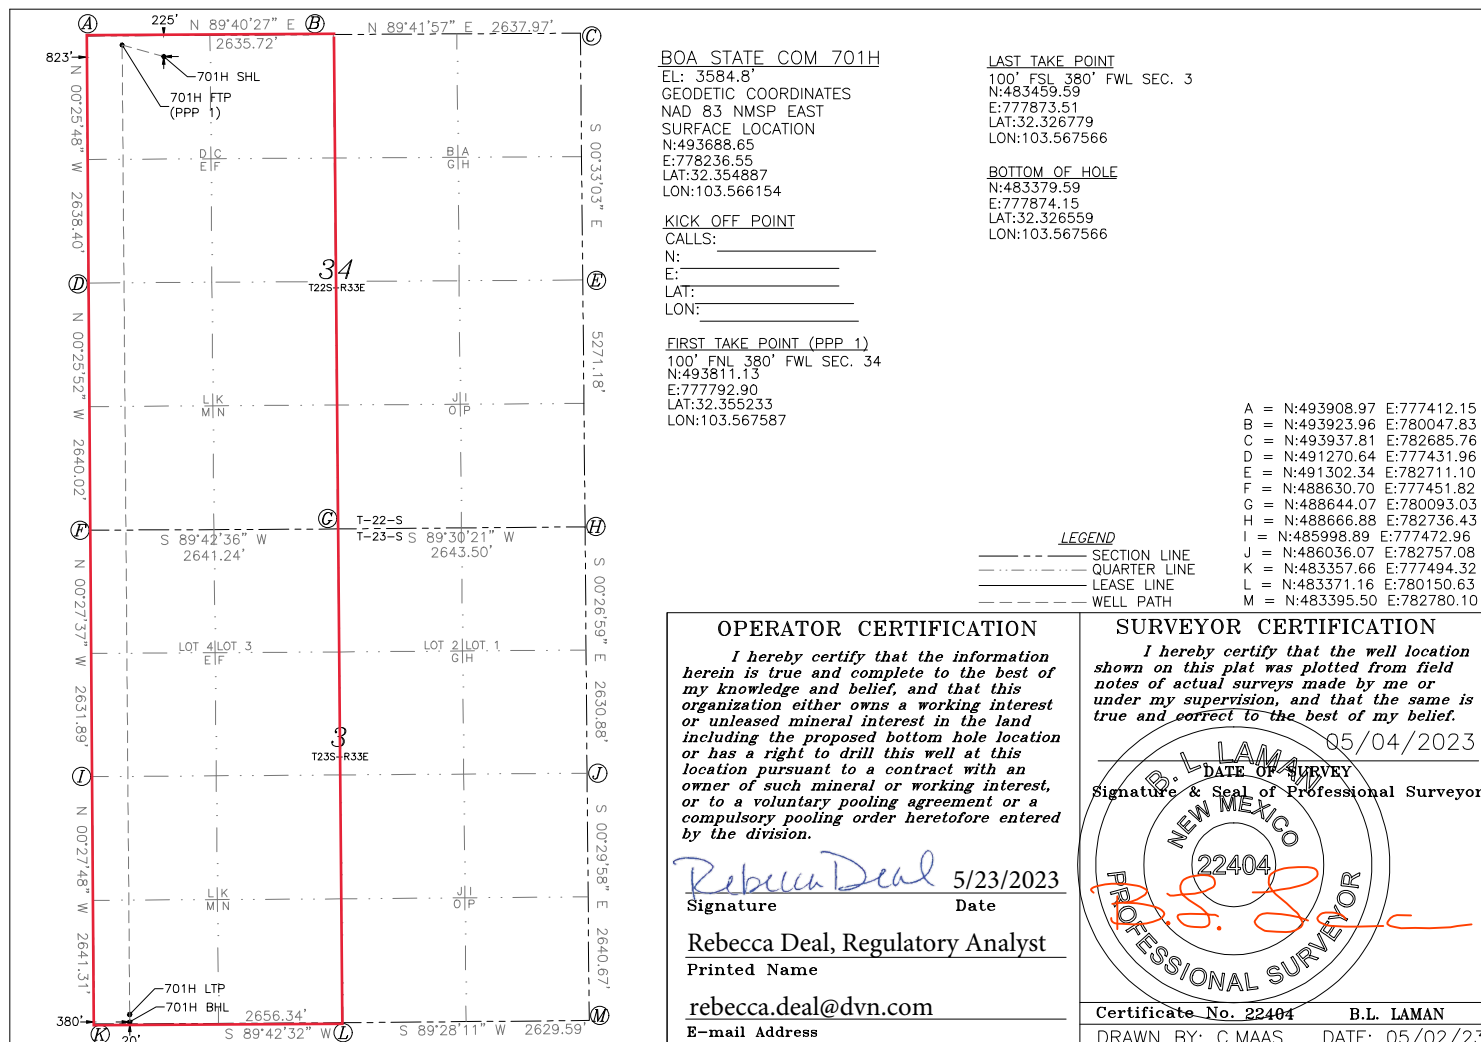 A
225'
N 89°40'27" E
B
N 89°41'57" E 2637.97'
C
2635.72'
823'
701H SHL
701H FTP
(PPP 1)
N 00°25'48" W 2638.40'
D C
E F
B A
G H
S 00°33'03" E 5271.18'
34
T22S-R33E
D
E
N 00°25'52" W 2640.02'
L K
M N
J I
O P
F
G
T-22-S
T-23-S
H
S 89°42'36" W
2641.24'
S 89°30'21" W
2643.50'
N 00°27'37" W 2631.89'
LOT 4 LOT 3
E F
LOT 2 LOT 1
G H
S 00°26'59" E 2630.88'
3
T23S-R33E
I
J
N 00°27'48" W 2641.31'
L K
M N
J I
O P
S 00°29'58" E 2640.67'
701H LTP
701H BHL
380'
20'
K
2656.34'
S 89°42'32" W
L
S 89°28'11" W 2629.59'
M
BOA STATE COM 701H
EL: 3584.8'
GEODETIC COORDINATES
NAD 83 NMSP EAST
SURFACE LOCATION
N:493688.65
E:778236.55
LAT:32.354887
LON:103.566154
KICK OFF POINT
CALLS:
N:
E:
LAT:
LON:
FIRST TAKE POINT (PPP 1)
100' FNL 380' FWL SEC. 34
N:493811.13
E:777792.90
LAT:32.355233
LON:103.567587
LAST TAKE POINT
100' FSL 380' FWL SEC. 3
N:483459.59
E:777873.51
LAT:32.326779
LON:103.567566
BOTTOM OF HOLE
N:483379.59
E:777874.15
LAT:32.326559
LON:103.567566
A = N:493908.97 E:777412.15
B = N:493923.96 E:780047.83
C = N:493937.81 E:782685.76
D = N:491270.64 E:777431.96
E = N:491302.34 E:782711.10
F = N:488630.70 E:777451.82
G = N:488644.07 E:780093.03
H = N:488666.88 E:782736.43
I = N:485998.89 E:777472.96
J = N:486036.07 E:782757.08
K = N:483357.66 E:777494.32
L = N:483371.16 E:780150.63
M = N:483395.50 E:782780.10
LEGEND
SECTION LINE
QUARTER LINE
LEASE LINE
WELL PATH
OPERATOR CERTIFICATION
I hereby certify that the information
herein is true and complete to the best of
my knowledge and belief, and that this
organization either owns a working interest
or unleased mineral interest in the land
including the proposed bottom hole location
or has a right to drill this well at this
location pursuant to a contract with an
owner of such mineral or working interest,
or to a voluntary pooling agreement or a
compulsory pooling order heretofore entered
by the division.
Rebecca Deal 5/23/2023
Signature Date
Rebecca Deal, Regulatory Analyst
Printed Name
rebecca.deal@dvn.com
E-mail Address
SURVEYOR CERTIFICATION
I hereby certify that the well location
shown on this plat was plotted from field
notes of actual surveys made by me or
under my supervision, and that the same is
true and correct to the best of my belief.
05/04/2023
DATE OF SURVEY
Signature & Seal of Professional Surveyor
B. L. LAMAN
NEW MEXICO
22404
PROFESSIONAL SURVEYOR
Certificate No. 22404 B.L. LAMAN
DRAWN BY: C.MAAS DATE: 05/02/23